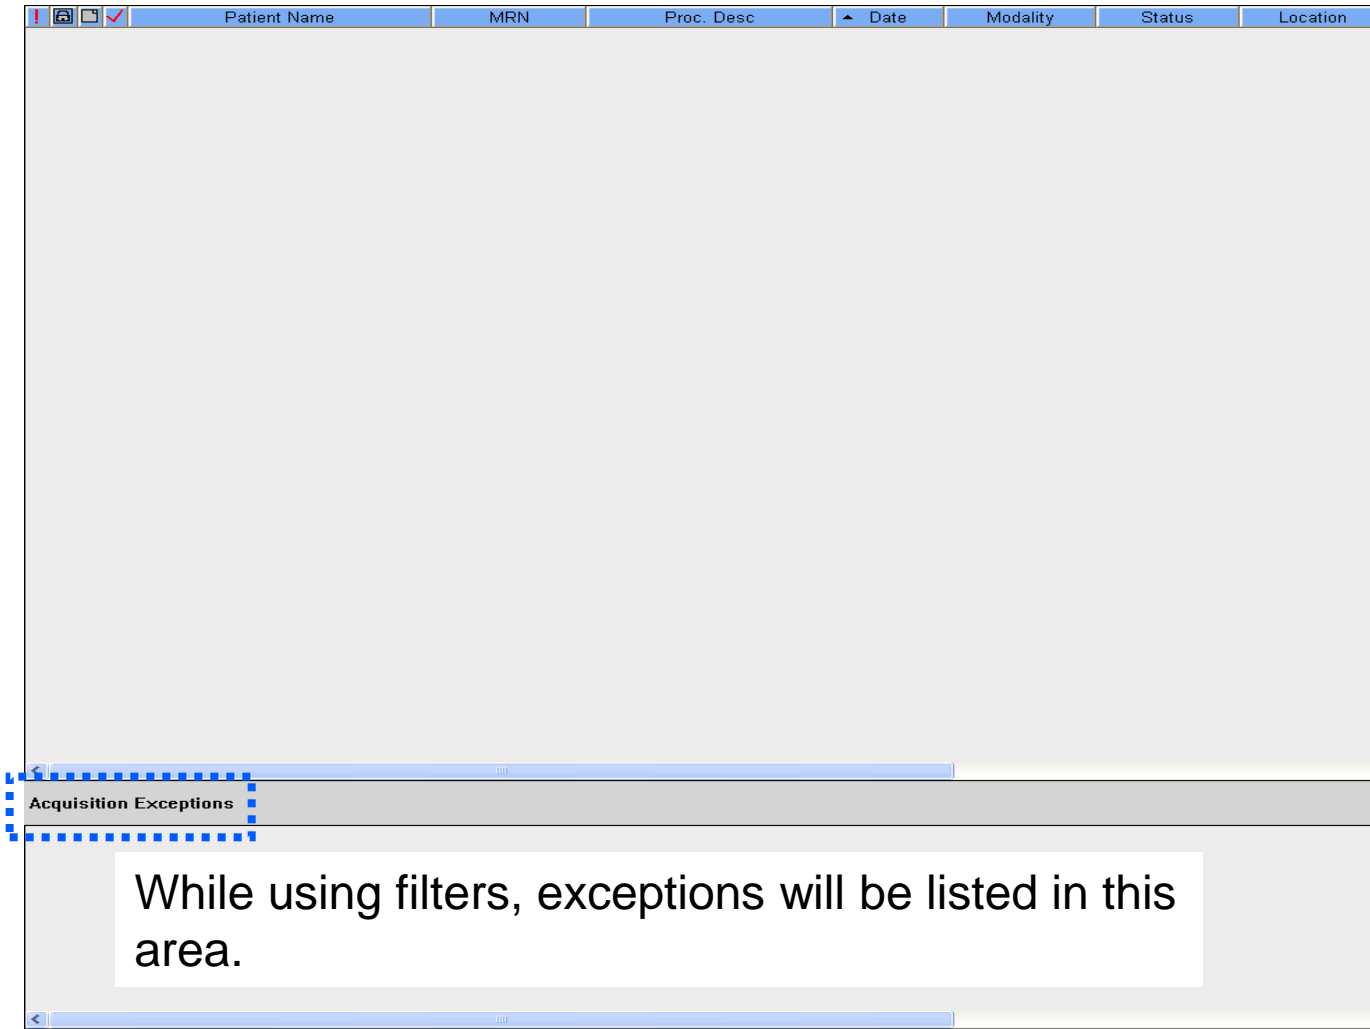 Patient Name MRN Proc. Desc Date Modality Status Location
Acquisition Exceptions
While using filters, exceptions will be listed in this
area.